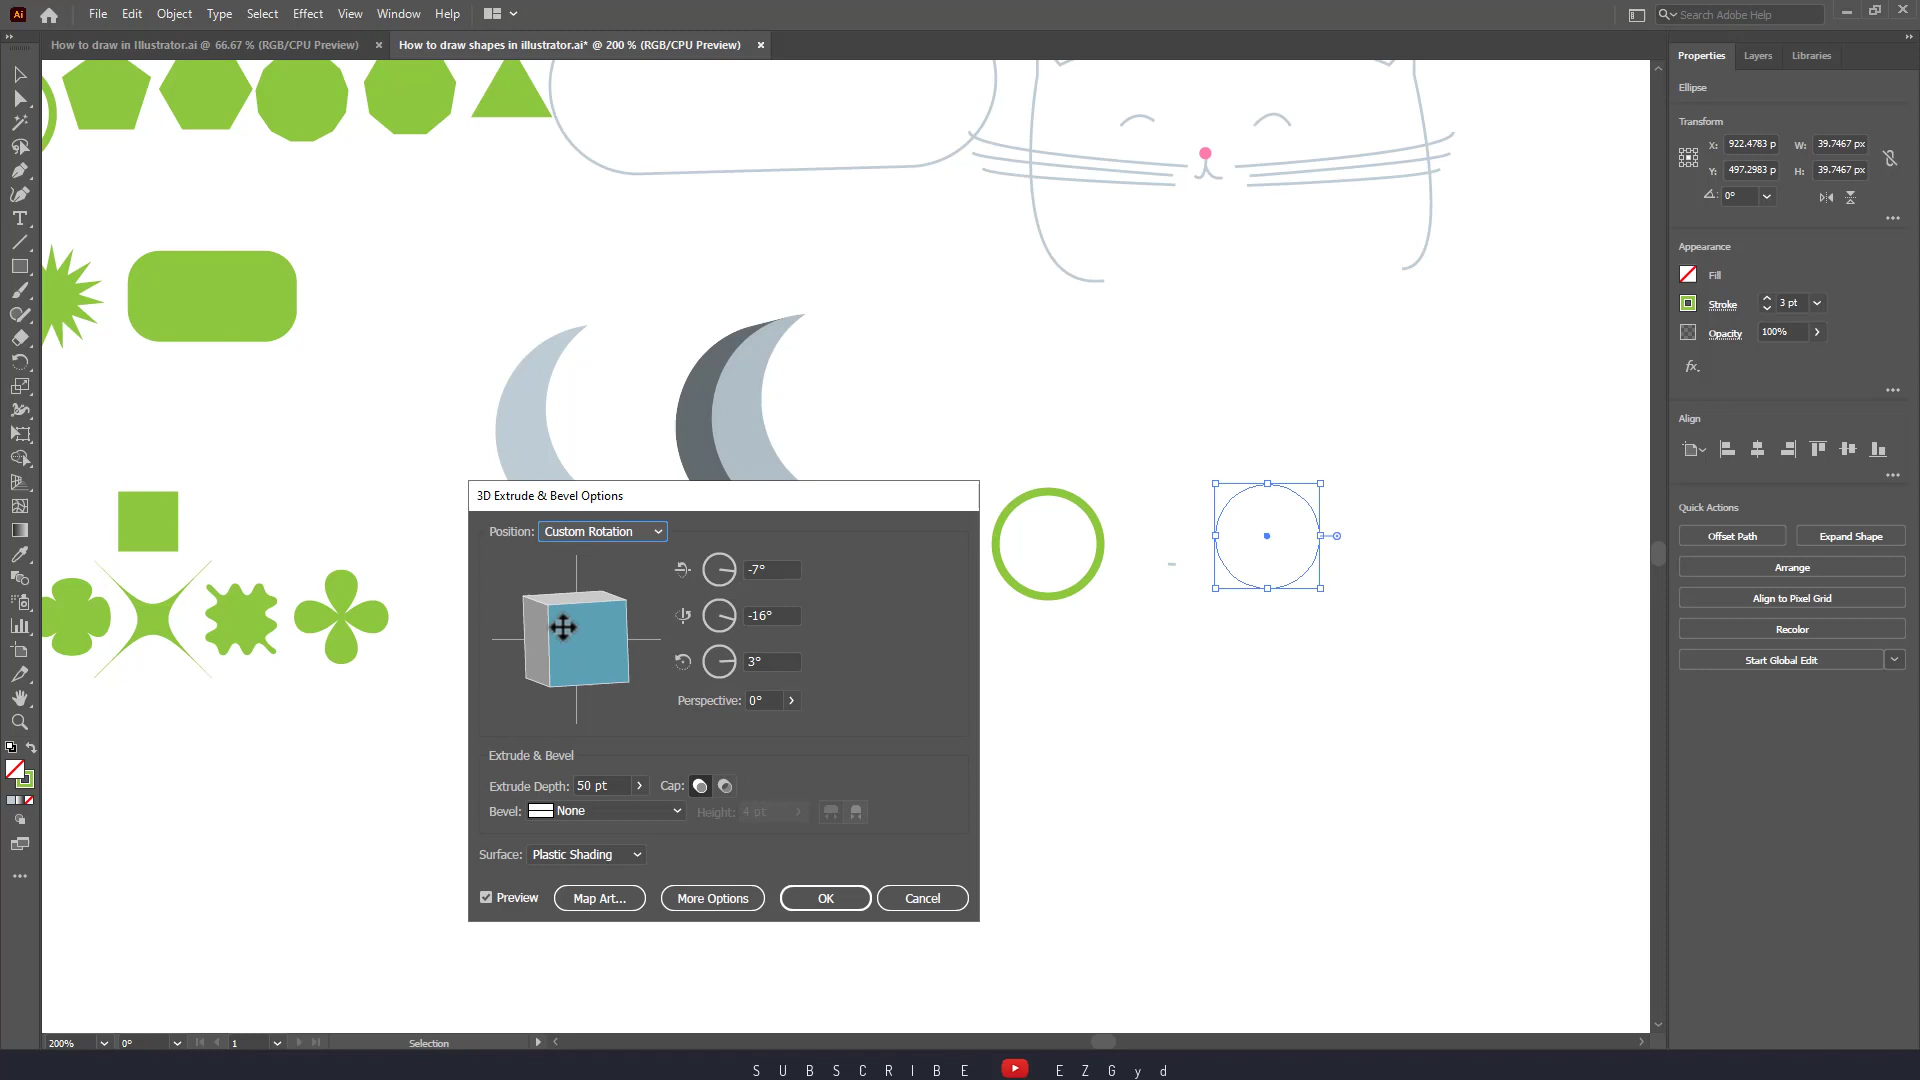 Ai
File Edit Object Type Select Effect View Window Help
Search Adobe Help
How to draw in Illustrator.ai @ 66.67 % (RGB/CPU Preview) ×
How to draw shapes in illustrator.ai* @ 200 % (RGB/CPU Preview) ×
Properties Layers Libraries
Ellipse
Transform
X: 922.4783 p W: 39.7467 px
Y: 497.2983 p H: 39.7467 px
0°
Appearance
Fill
Stroke 3 pt
Opacity 100%
fx.
Align
Quick Actions
Offset Path Expand Shape
Arrange
Align to Pixel Grid
Recolor
Start Global Edit
3D Extrude & Bevel Options
Position: Custom Rotation
-7°
-16°
3°
Perspective: 0°
Extrude & Bevel
Extrude Depth: 50 pt Cap:
Bevel: None Height: 4 pt
Surface: Plastic Shading
Preview Map Art... More Options OK Cancel
200% 0° 1 Selection
SUBSCRIBE EZGyd